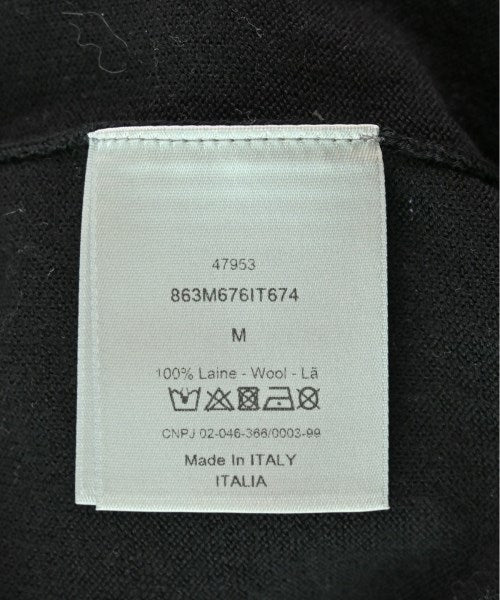 47953
863M676IT674
M
100% Laine - Wool - Lã
CNPJ 02-046-366/0003-99
Made In ITALY
ITALIA